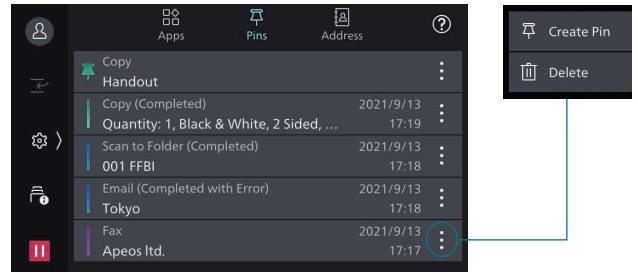 Apps
Pins
Address
?
Copy
Handout
Copy (Completed)
2021/9/13
Quantity: 1, Black & White, 2 Sided, ...
17:19
Scan to Folder (Completed)
2021/9/13
001 FFBI
17:18
Email (Completed with Error)
2021/9/13
Tokyo
17:18
Fax
2021/9/13
Apeos ltd.
17:17
Create Pin
Delete